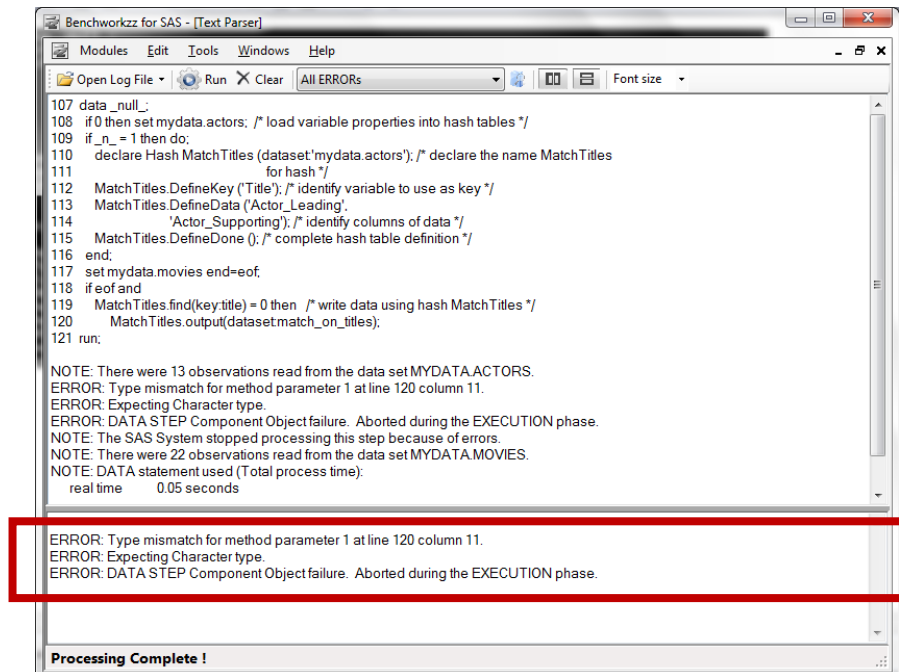 Benchworkzz for SAS - [Text Parser]
Modules Edit Tools Windows Help
Open Log File Run Clear All ERRORs Font size
107 data _null_;
108 if 0 then set mydata.actors; /* load variable properties into hash tables */
109 if _n_ = 1 then do;
110 declare Hash MatchTitles (dataset:'mydata.actors'); /* declare the name MatchTitles
111 for hash */
112 MatchTitles.DefineKey ('Title'); /* identify variable to use as key */
113 MatchTitles.DefineData ('Actor_Leading',
114 'Actor_Supporting'); /* identify columns of data */
115 MatchTitles.DefineDone (); /* complete hash table definition */
116 end;
117 set mydata.movies end=eof;
118 if eof and
119 MatchTitles.find(key:title) = 0 then /* write data using hash MatchTitles */
120 MatchTitles.output(dataset:match_on_titles);
121 run;
NOTE: There were 13 observations read from the data set MYDATA.ACTORS.
ERROR: Type mismatch for method parameter 1 at line 120 column 11.
ERROR: Expecting Character type.
ERROR: DATA STEP Component Object failure. Aborted during the EXECUTION phase.
NOTE: The SAS System stopped processing this step because of errors.
NOTE: There were 22 observations read from the data set MYDATA.MOVIES.
NOTE: DATA statement used (Total process time):
real time 0.05 seconds
ERROR: Type mismatch for method parameter 1 at line 120 column 11.
ERROR: Expecting Character type.
ERROR: DATA STEP Component Object failure. Aborted during the EXECUTION phase.
Processing Complete !